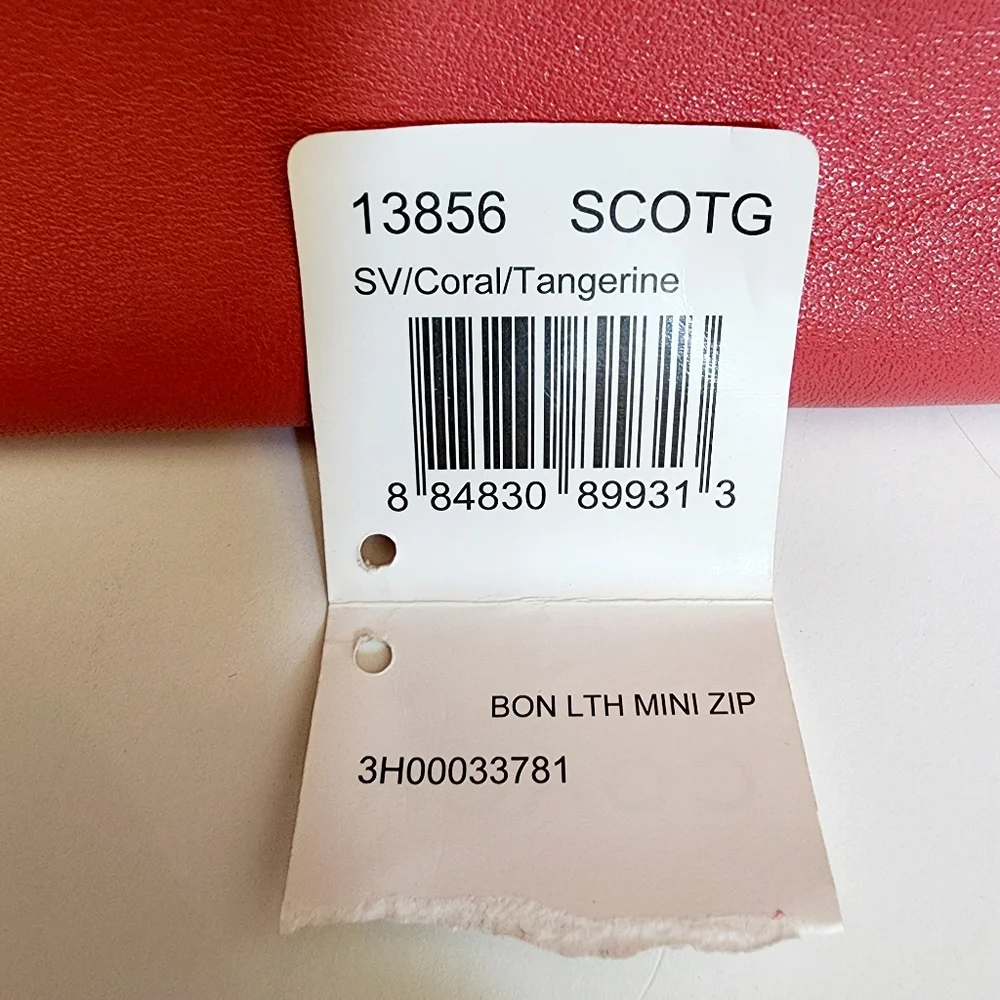 13856 SCOTG
SV/Coral/Tangerine
8 84830 89931 3
BON LTH MINI ZIP
3H00033781